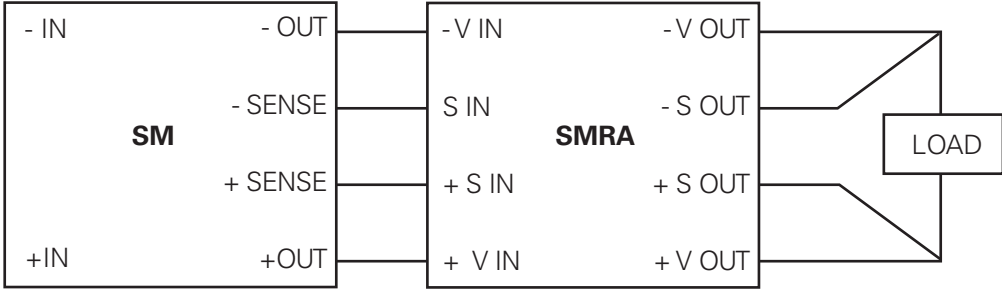 - IN
- OUT
- SENSE
SM
+ SENSE
+IN
+OUT
-V IN
-V OUT
S IN
- S OUT
SMRA
+ S IN
+ S OUT
+ V IN
+ V OUT
LOAD